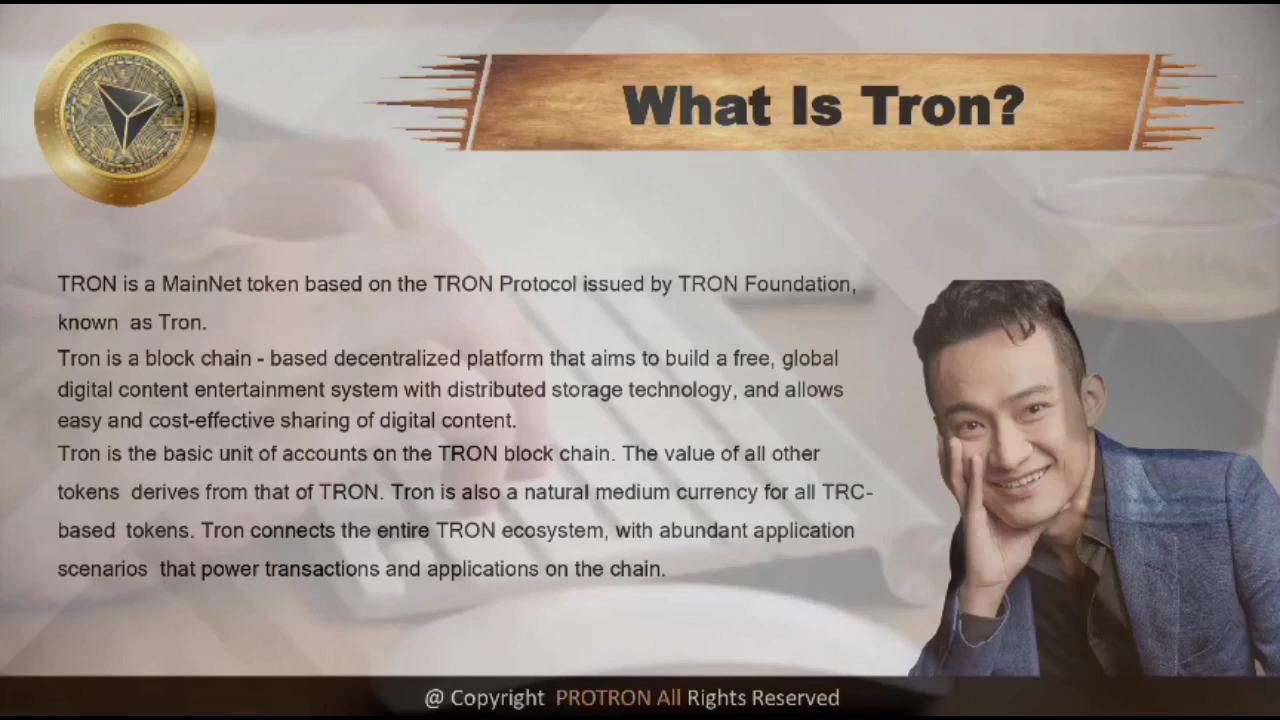 What Is Tron?
TRON is a MainNet token based on the TRON Protocol issued by TRON Foundation,
known as Tron.
Tron is a block chain - based decentralized platform that aims to build a free, global
digital content entertainment system with distributed storage technology, and allows
easy and cost-effective sharing of digital content.
Tron is the basic unit of accounts on the TRON block chain. The value of all other
tokens derives from that of TRON. Tron is also a natural medium currency for all TRC-
based tokens. Tron connects the entire TRON ecosystem, with abundant application
scenarios that power transactions and applications on the chain.
@ Copyright PROTRON All Rights Reserved